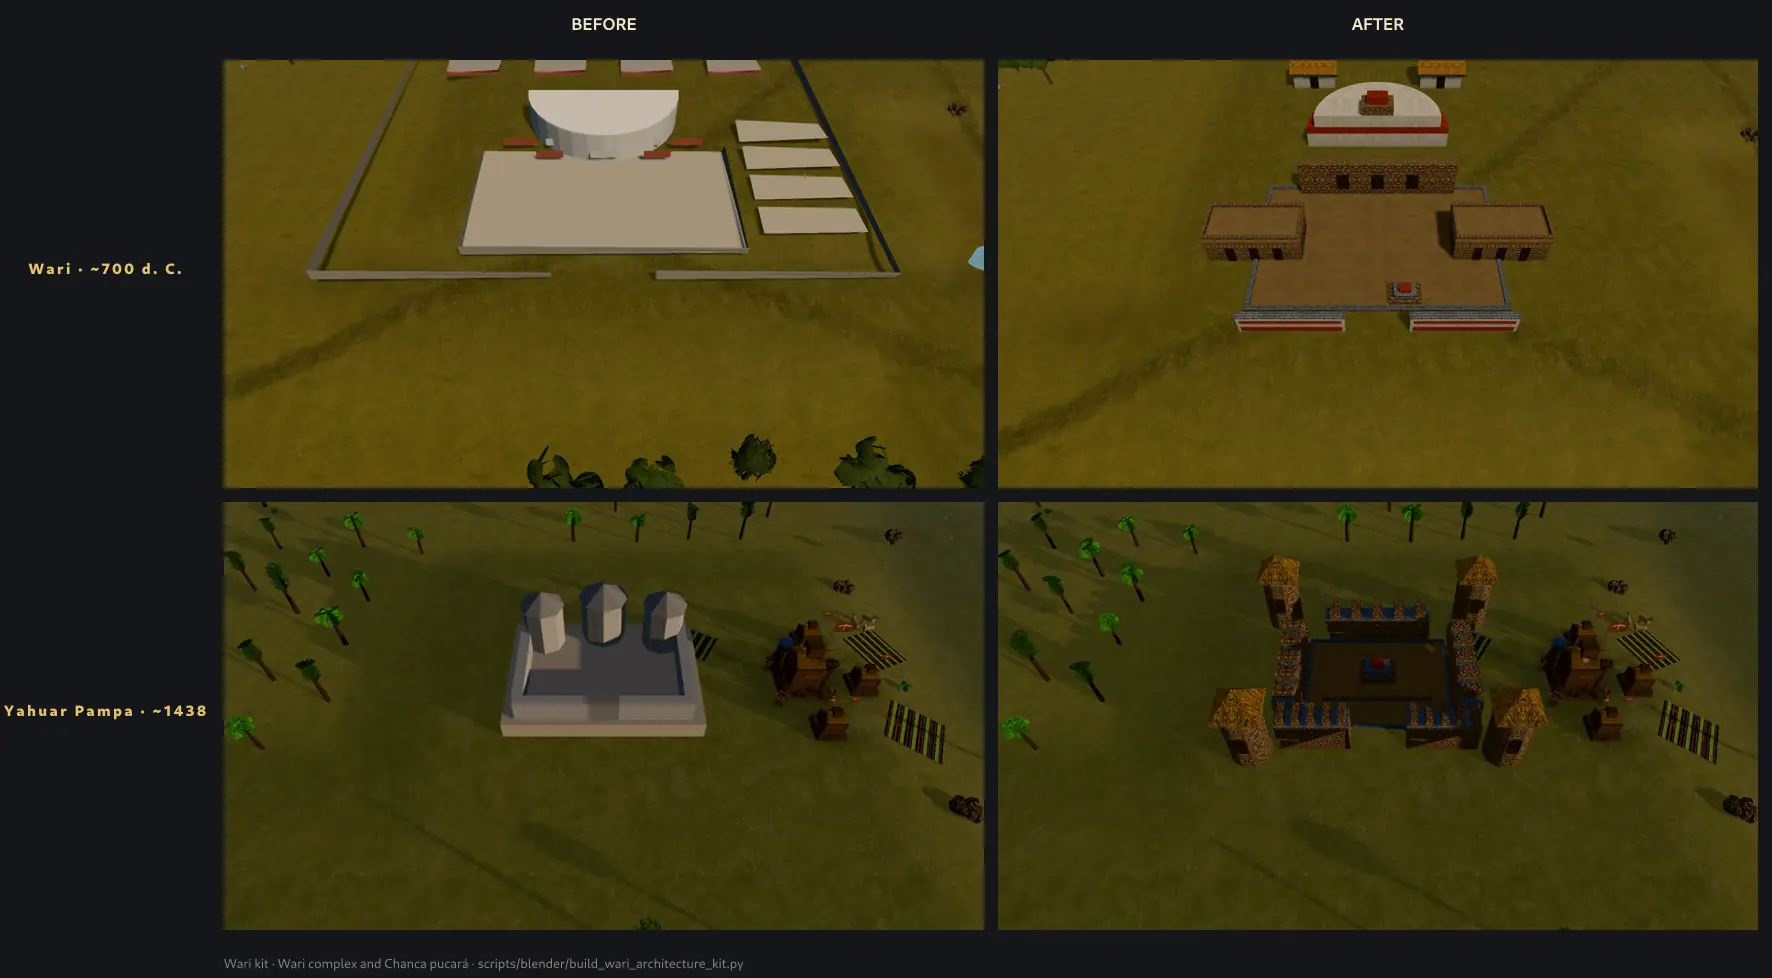 BEFORE
AFTER
Wari · ~700 d. C.
Yahuar Pampa · ~1438
Wari kit · Wari complex and Chanca pucará · scripts/blender/build_wari_architecture_kit.py